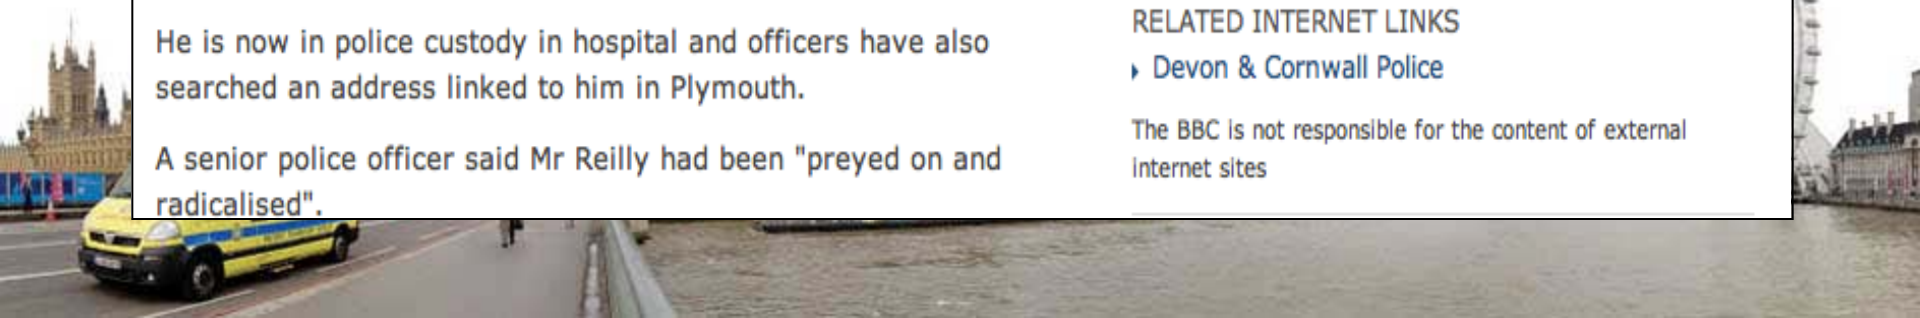 He is now in police custody in hospital and officers have also
searched an address linked to him in Plymouth.
A senior police officer said Mr Reilly had been "preyed on and
radicalised".
RELATED INTERNET LINKS
Devon & Cornwall Police
The BBC is not responsible for the content of external
internet sites